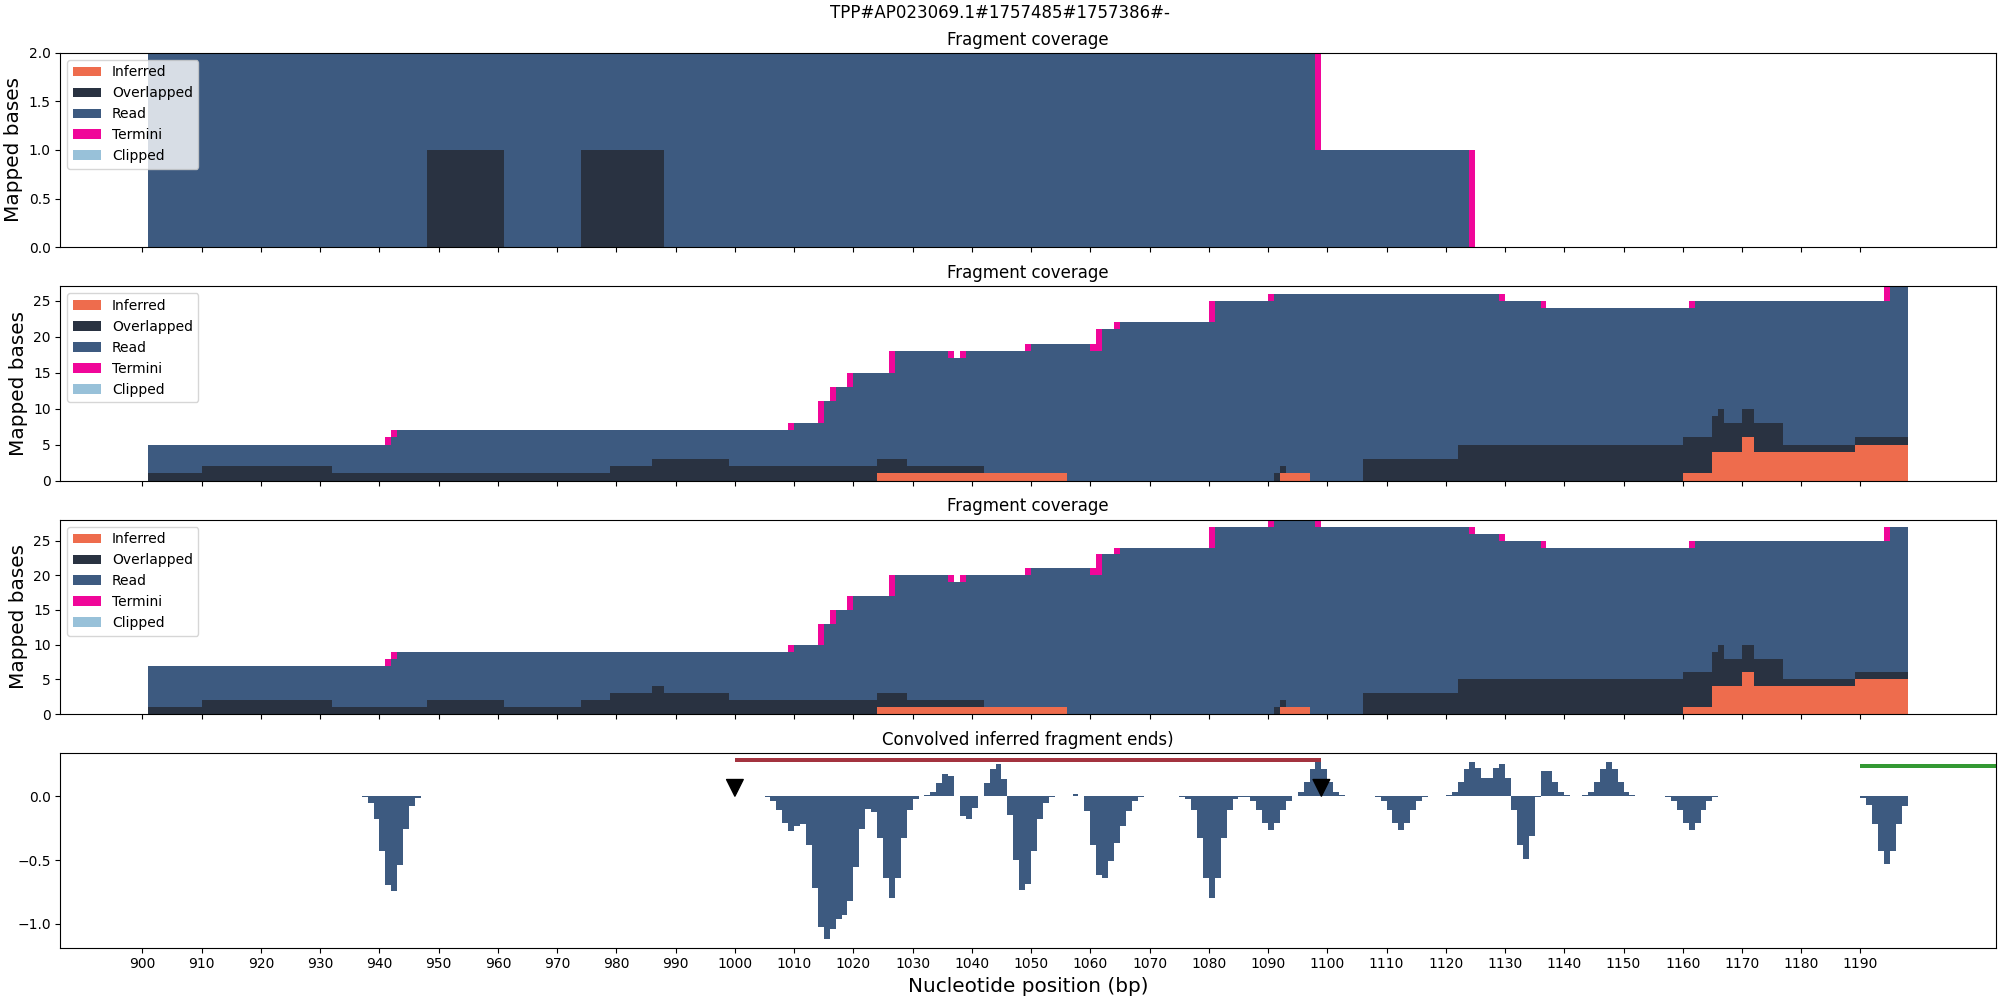 TPP#AP023069.1#1757485#1757386#-
Fragment coverage
Mapped bases
2.0
1.5
1.0
0.5
0.0
Inferred
Overlapped
Read
Termini
Clipped
Fragment coverage
Mapped bases
25
20
15
10
5
0
Inferred
Overlapped
Read
Termini
Clipped
Fragment coverage
Mapped bases
25
20
15
10
5
0
Inferred
Overlapped
Read
Termini
Clipped
Convolved inferred fragment ends)
0.0
−0.5
−1.0
900 910 920 930 940 950 960 970 980 990 1000 1010 1020 1030 1040 1050 1060 1070 1080 1090 1100 1110 1120 1130 1140 1150 1160 1170 1180 1190
Nucleotide position (bp)